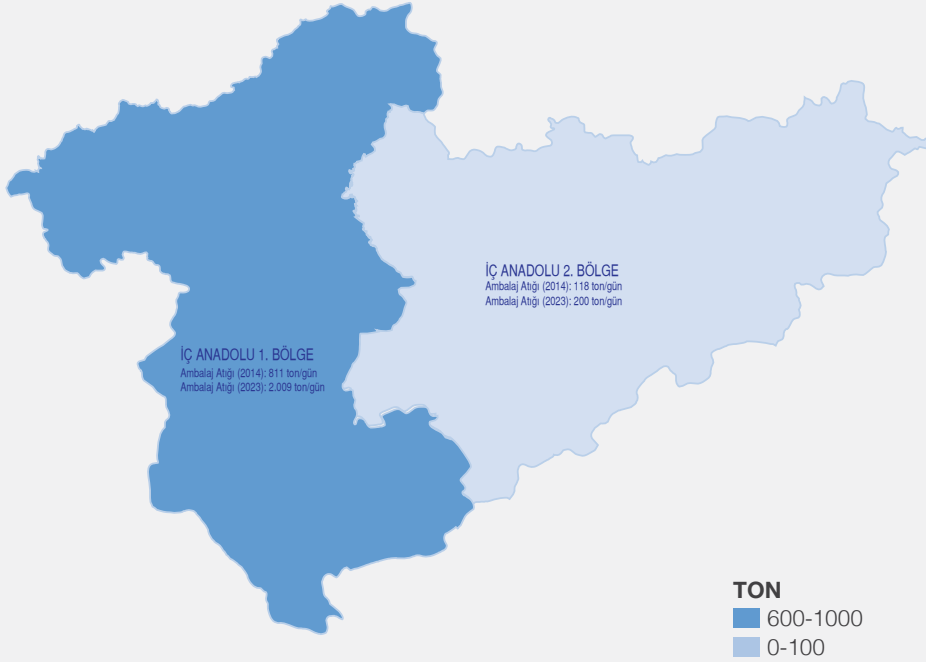 İÇ ANADOLU 2. BÖLGE
Ambalaj Atığı (2014): 118 ton/gün
Ambalaj Atığı (2023): 200 ton/gün
İÇ ANADOLU 1. BÖLGE
Ambalaj Atığı (2014): 811 ton/gün
Ambalaj Atığı (2023): 2.009 ton/gün
TON
600-1000
0-100